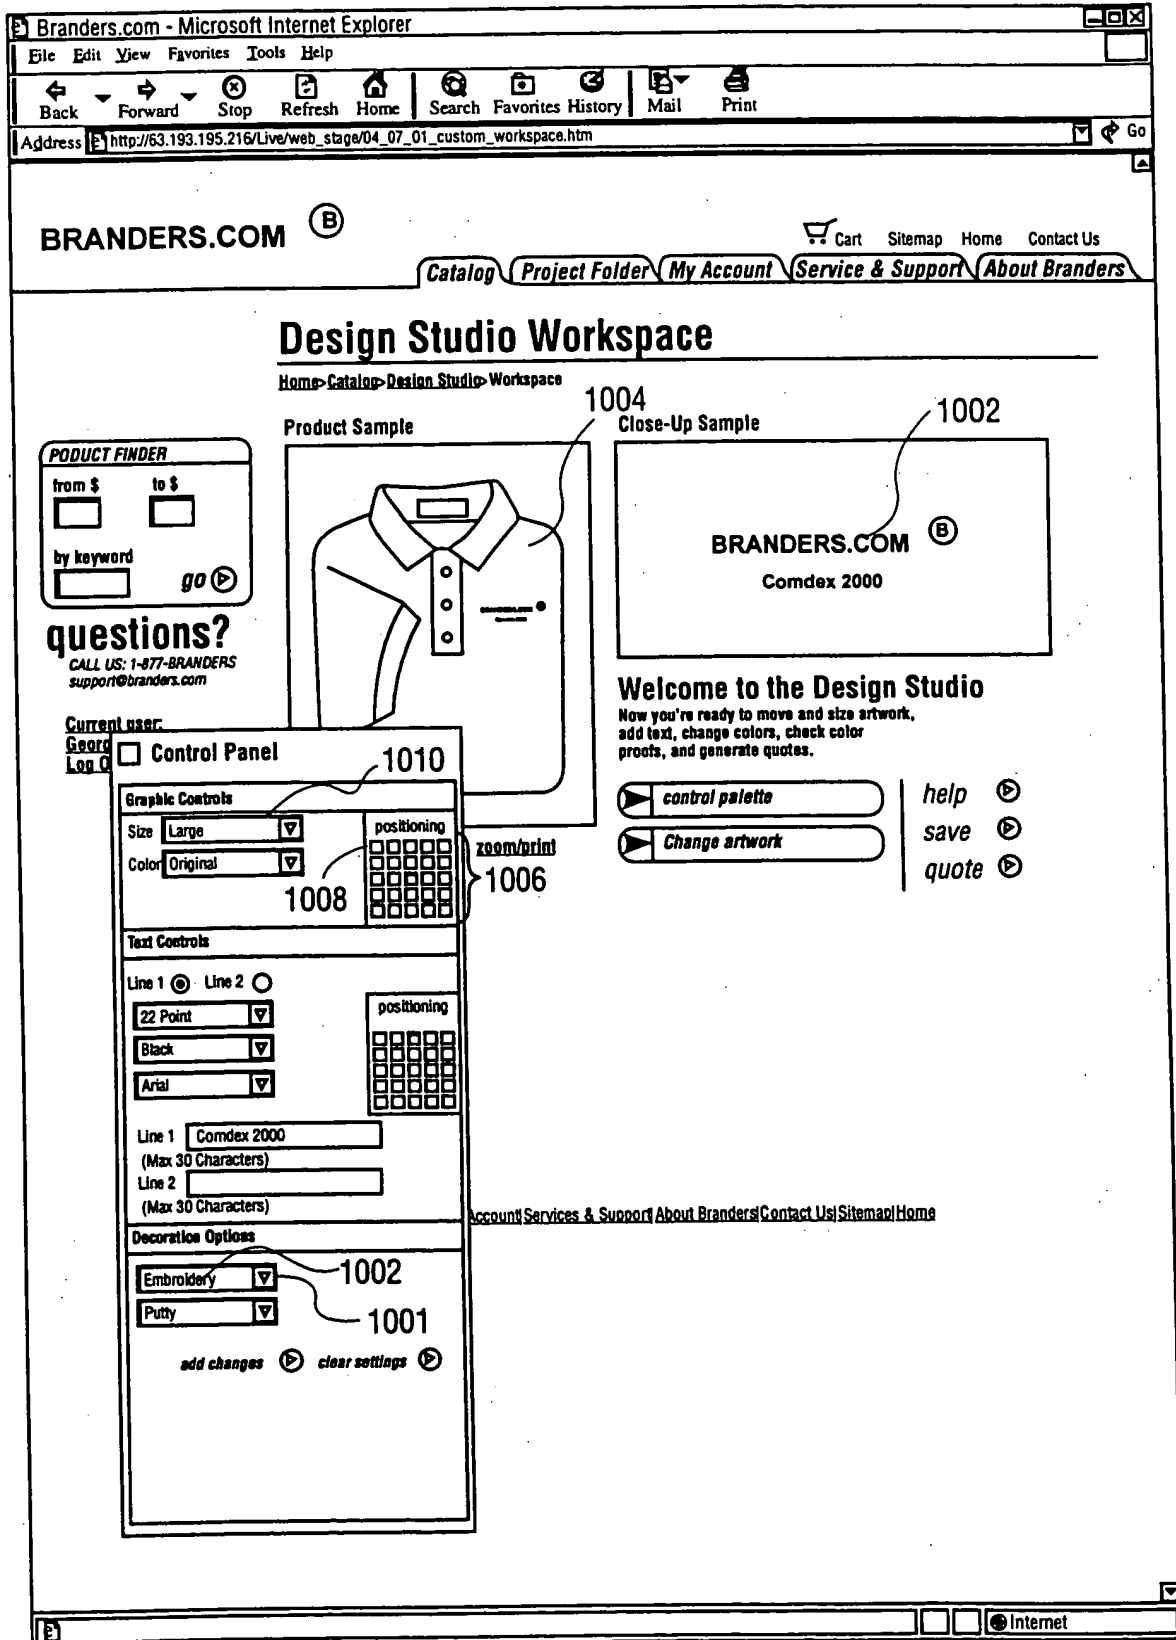 Branders.com - Microsoft Internet Explorer
File Edit View Favorites Tools Help
Back Forward Stop Refresh Home Search Favorites History Mail Print
Address http://63.193.195.216/Live/web_stage/04_07_01_custom_workspace.htm Go
BRANDERS.COM B
Cart Sitemap Home Contact Us
Catalog Project Folder My Account Service & Support About Branders
Design Studio Workspace
Home>Catalog>Design Studio>Workspace
1004
1002
Product Sample
Close-Up Sample
PODUCT FINDER
from $ to $
by keyword
go
BRANDERS.COM B
Comdex 2000
questions?
CALL US: 1-877-BRANDERS
support@branders.com
Current user:
Georg
Log O
Welcome to the Design Studio
Now you're ready to move and size artwork,
add text, change colors, check color
proofs, and generate quotes.
control palette
Change artwork
help
save
quote
Control Panel
1010
Graphic Controls
Size Large
Color Original
positioning
zoom/print
1006
1008
Text Controls
Line 1 Line 2
22 Point
Black
Arial
positioning
Line 1 Comdex 2000
(Max 30 Characters)
Line 2
(Max 30 Characters)
Account|Services & Support|About Branders|Contact Us|Sitemap|Home
Decoration Options
Embroidery
1002
Putty
1001
add changes clear settings
Internet